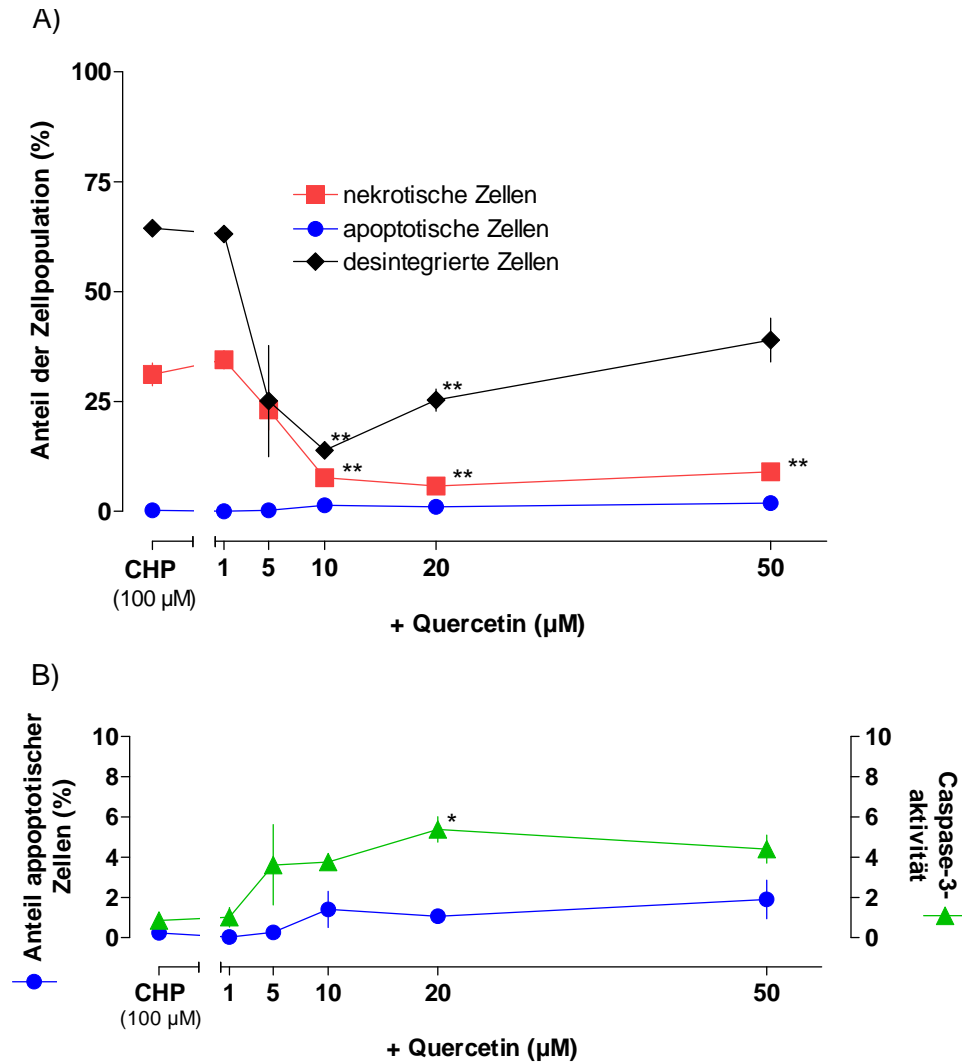 A)
Anteil der Zellpopulation (%)
100
75
50
25
0
nekrotische Zellen
apoptotische Zellen
desintegrierte Zellen
**
**
**
**
**
CHP
(100 µM)
1
5
10
20
50
+ Quercetin (µM)
B)
Anteil appoptotischer
Zellen (%)
10
8
6
4
2
0
*
10
8
6
4
2
0
Caspase-3-
aktivität
CHP
(100 µM)
1
5
10
20
50
+ Quercetin (µM)